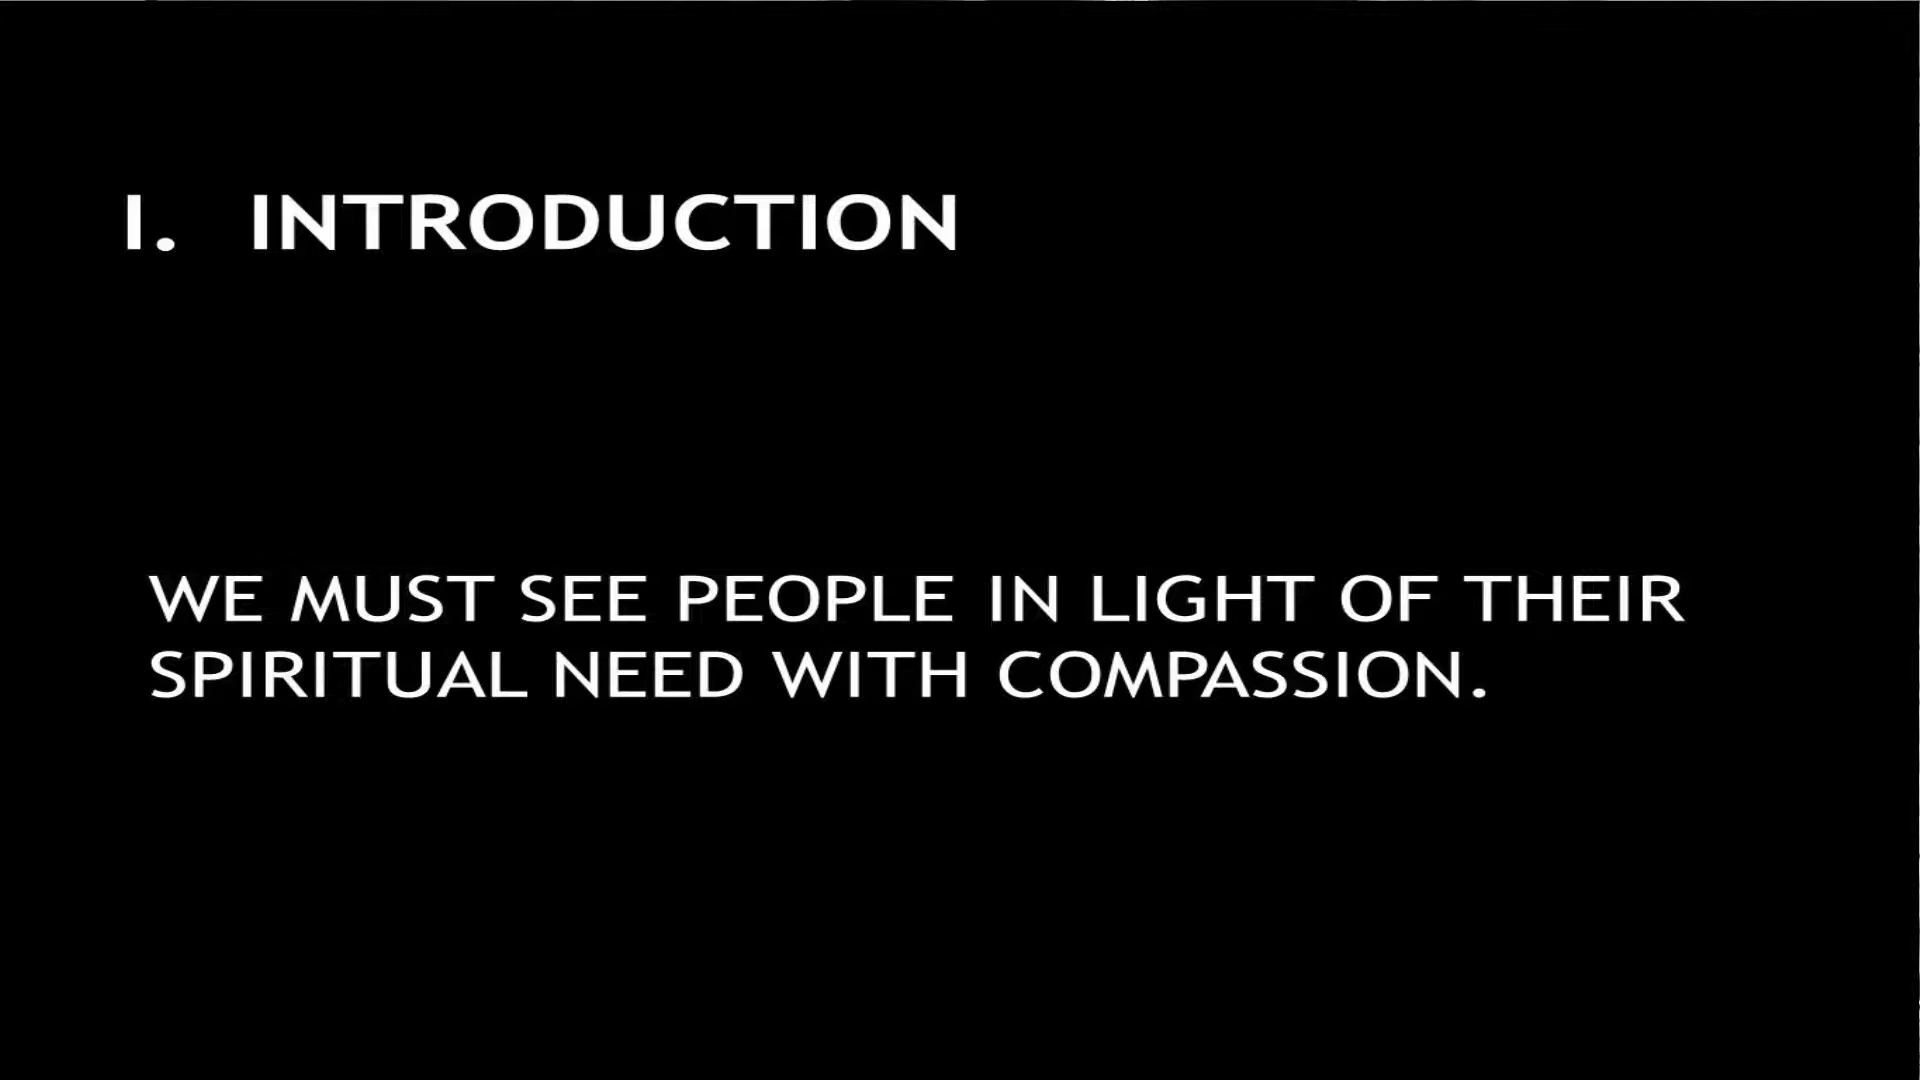 I. INTRODUCTION
WE MUST SEE PEOPLE IN LIGHT OF THEIR
SPIRITUAL NEED WITH COMPASSION.